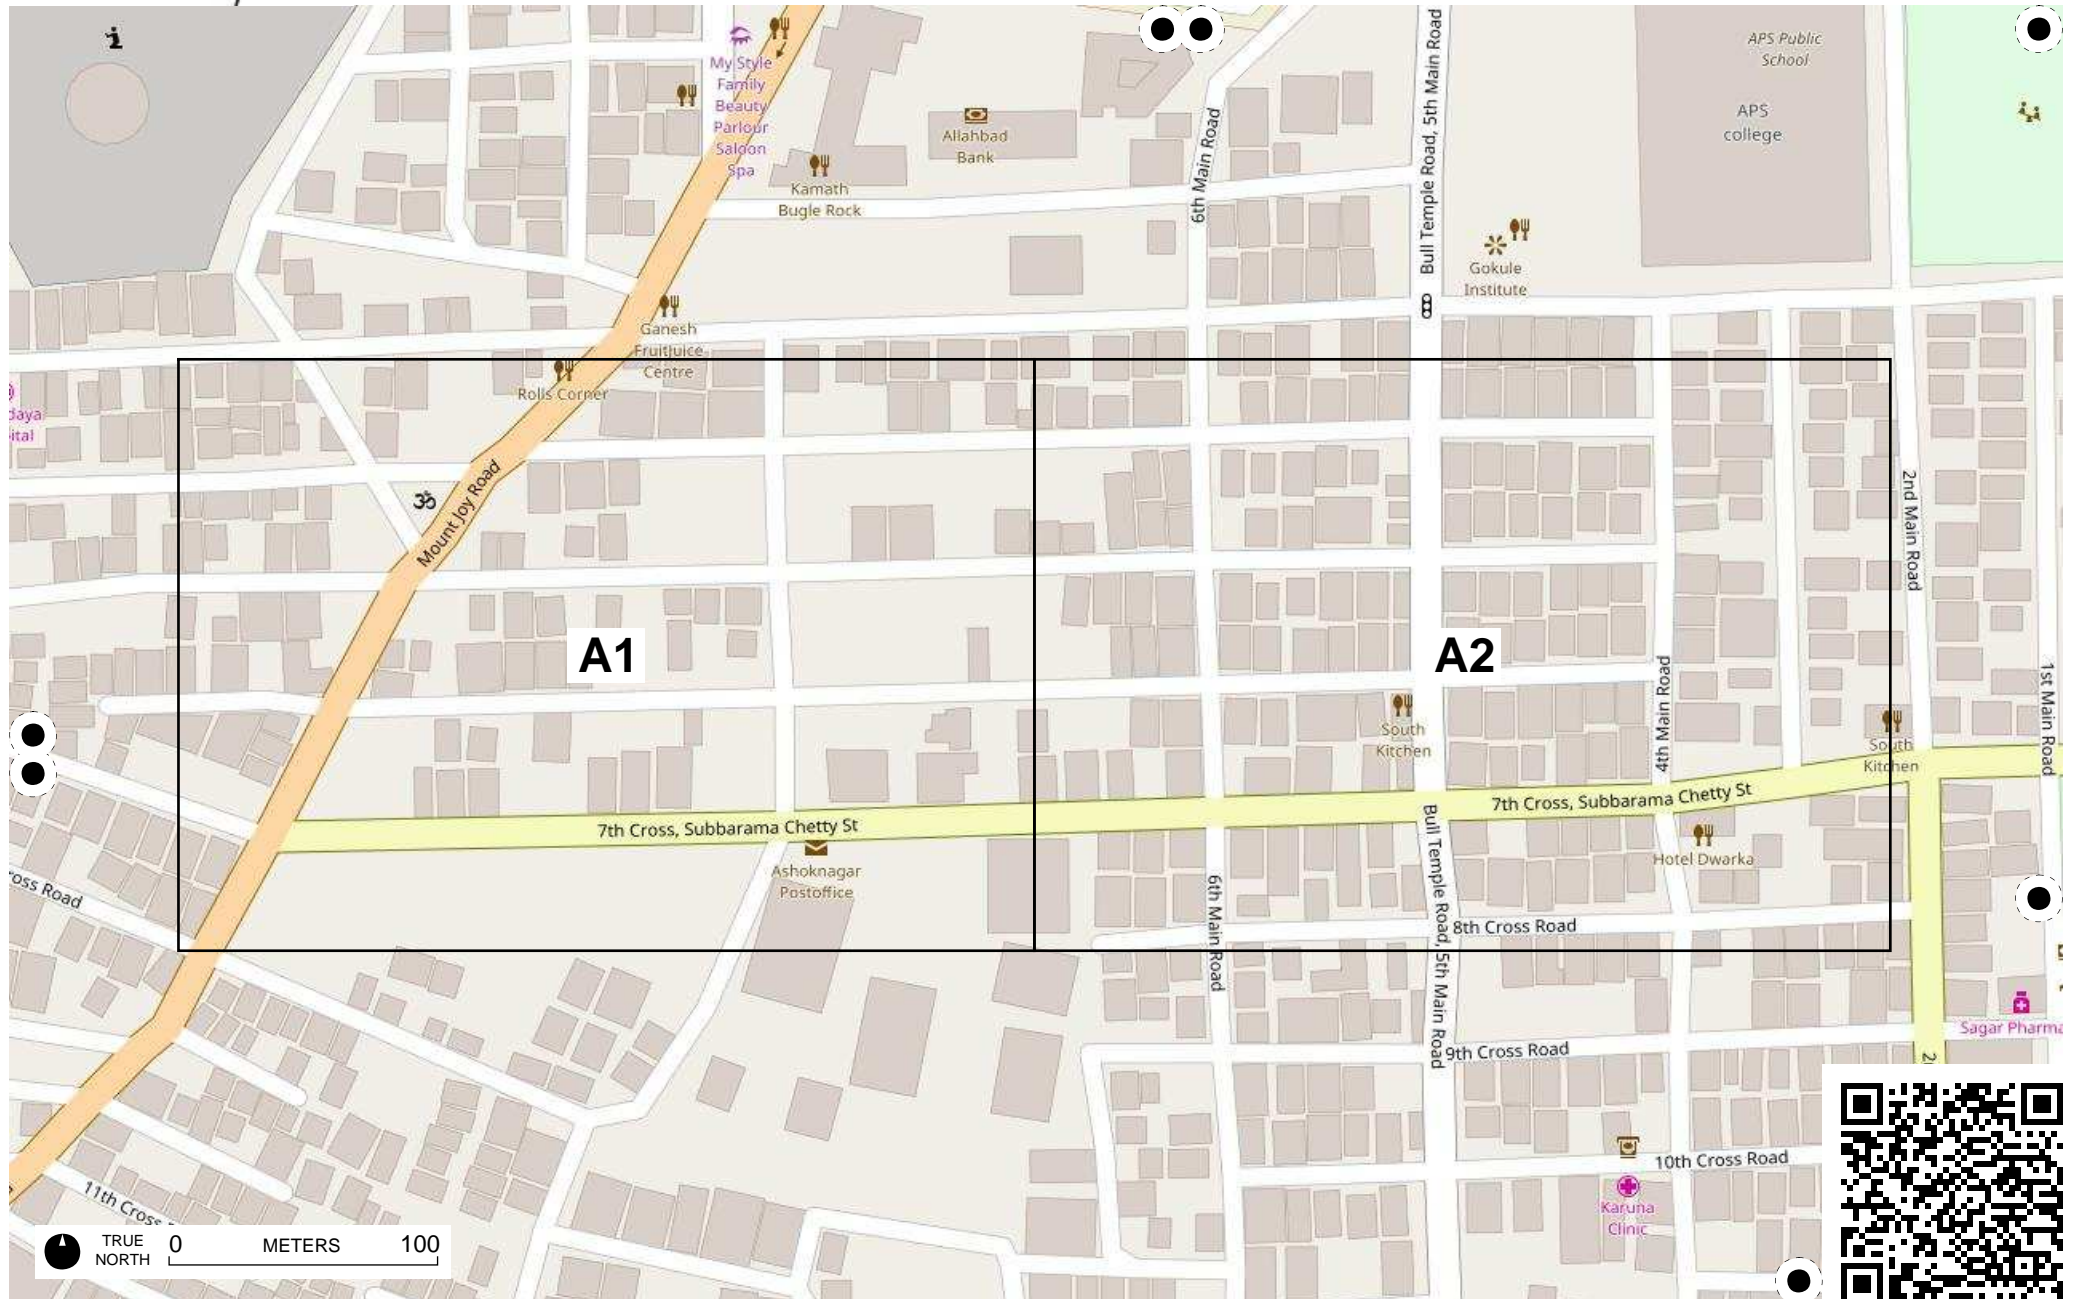 APS Public
School
APS
college
My Style
Family
Beauty
Parlour
Saloon
Spa
Allahbad
Bank
Kamath
Bugle Rock
6th Main Road
Bull Temple Road, 5th Main Road
Gokule
Institute
Ganesh
FruitJuice
Centre
Rolls Corner
daya
ital
Mount Joy Road
2nd Main Road
A1
A2
4th Main Road
1st Main Road
South
Kitchen
South
Kitchen
7th Cross, Subbarama Chetty St
7th Cross, Subbarama Chetty St
Hotel Dwarka
Ashoknagar
Postoffice
oss Road
6th Main Road
Bull Temple Road, 5th Main Road
8th Cross Road
Sagar Pharma
9th Cross Road
10th Cross Road
Karuna
Clinic
11th Cross
TRUE
NORTH
0 METERS 100